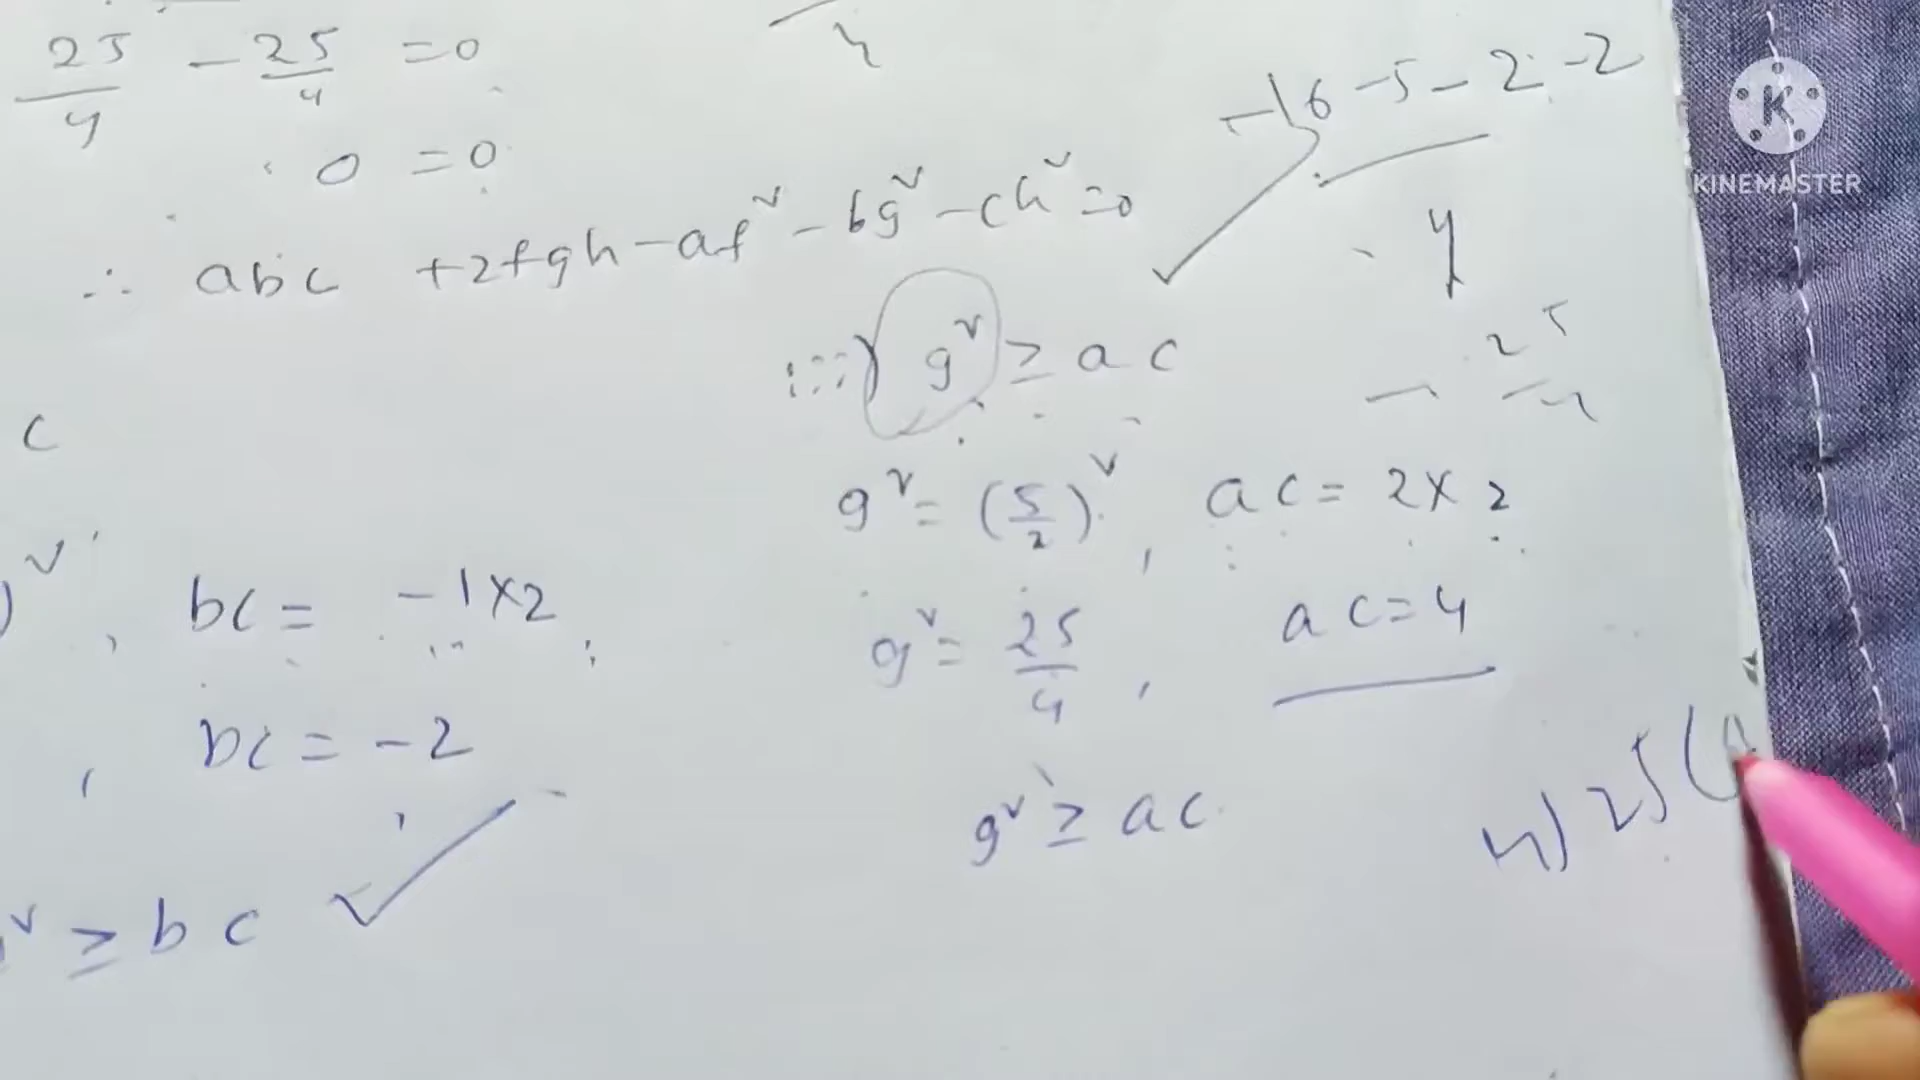 25/4 - 25/4 = 0
0 = 0
∴ abc + 2fgh - af² - bg² - ch² = 0
-16 - 5 - 2 - 2
4
- 25/4
c
bc = -1×2
bc = -2
² ≥ bc
iii) g² ≥ ac
g² = (5/2)², ac = 2×2
g² = 25/4, ac = 4
g² ≥ ac
4) 25 (
KINEMASTER